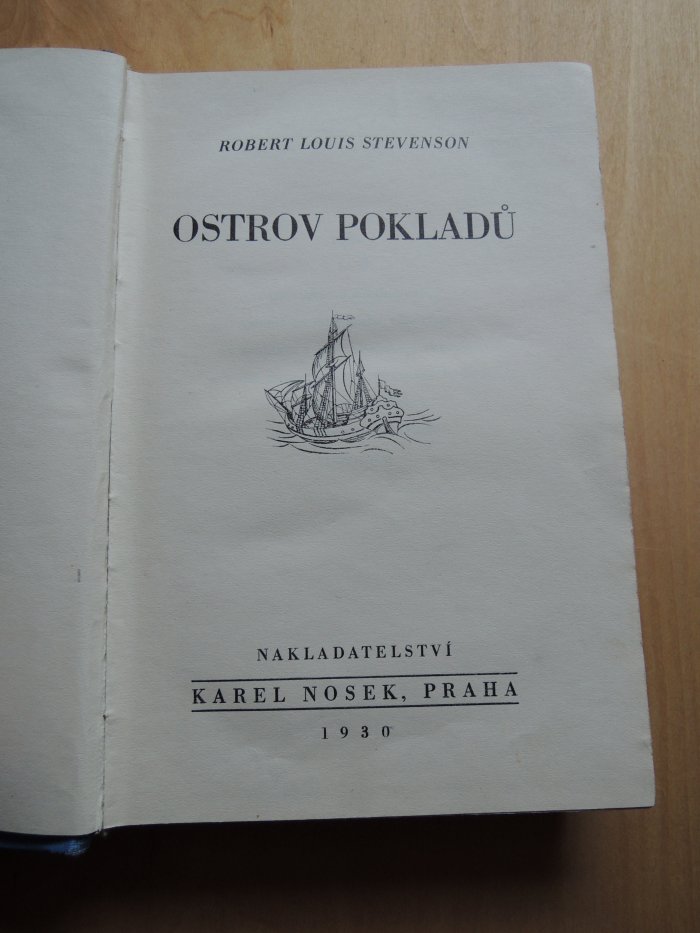 ROBERT LOUIS STEVENSON
OSTROV POKLADŮ
NAKLADATELSTVÍ
KAREL NOSEK, PRAHA
1930